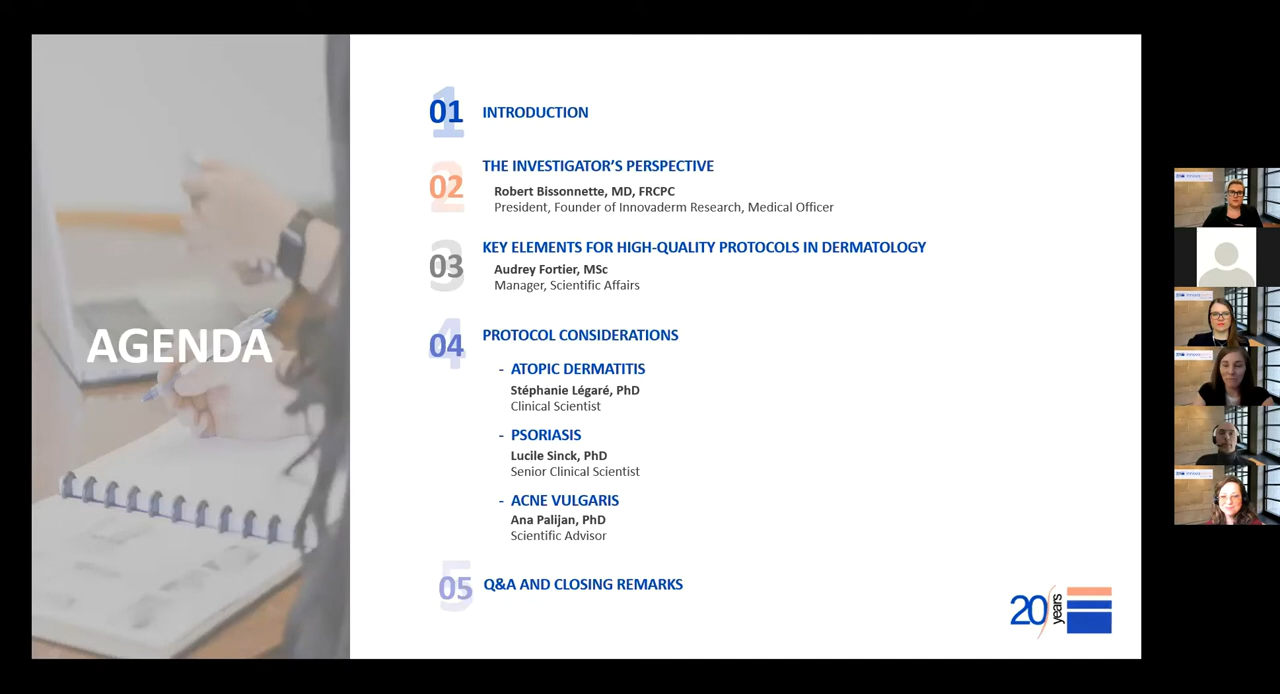 AGENDA
01
INTRODUCTION
02
THE INVESTIGATOR'S PERSPECTIVE
Robert Bissonnette, MD, FRCPC
President, Founder of Innovaderm Research, Medical Officer
03
KEY ELEMENTS FOR HIGH-QUALITY PROTOCOLS IN DERMATOLOGY
Audrey Fortier, MSc
Manager, Scientific Affairs
04
PROTOCOL CONSIDERATIONS
- ATOPIC DERMATITIS
Stéphanie Légaré, PhD
Clinical Scientist
- PSORIASIS
Lucile Sinck, PhD
Senior Clinical Scientist
- ACNE VULGARIS
Ana Palijan, PhD
Scientific Advisor
05
Q&A AND CLOSING REMARKS
20 years